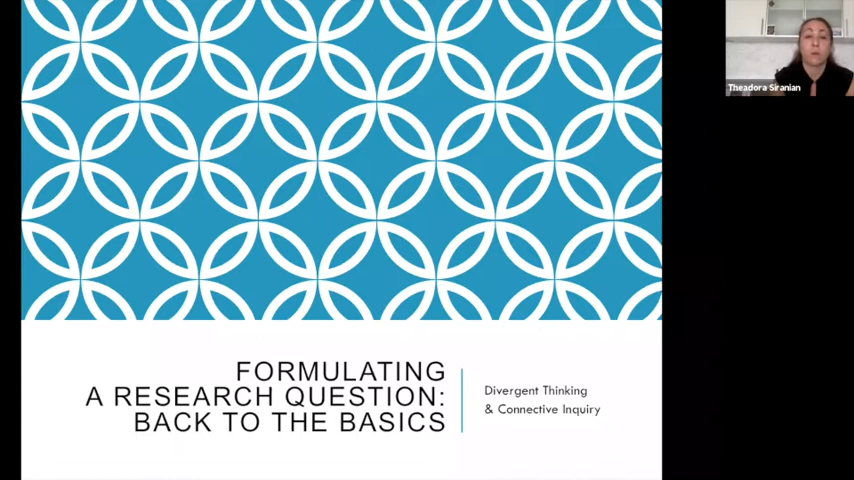 Theadora Siranian
FORMULATING
A RESEARCH QUESTION:
BACK TO THE BASICS
Divergent Thinking
& Connective Inquiry